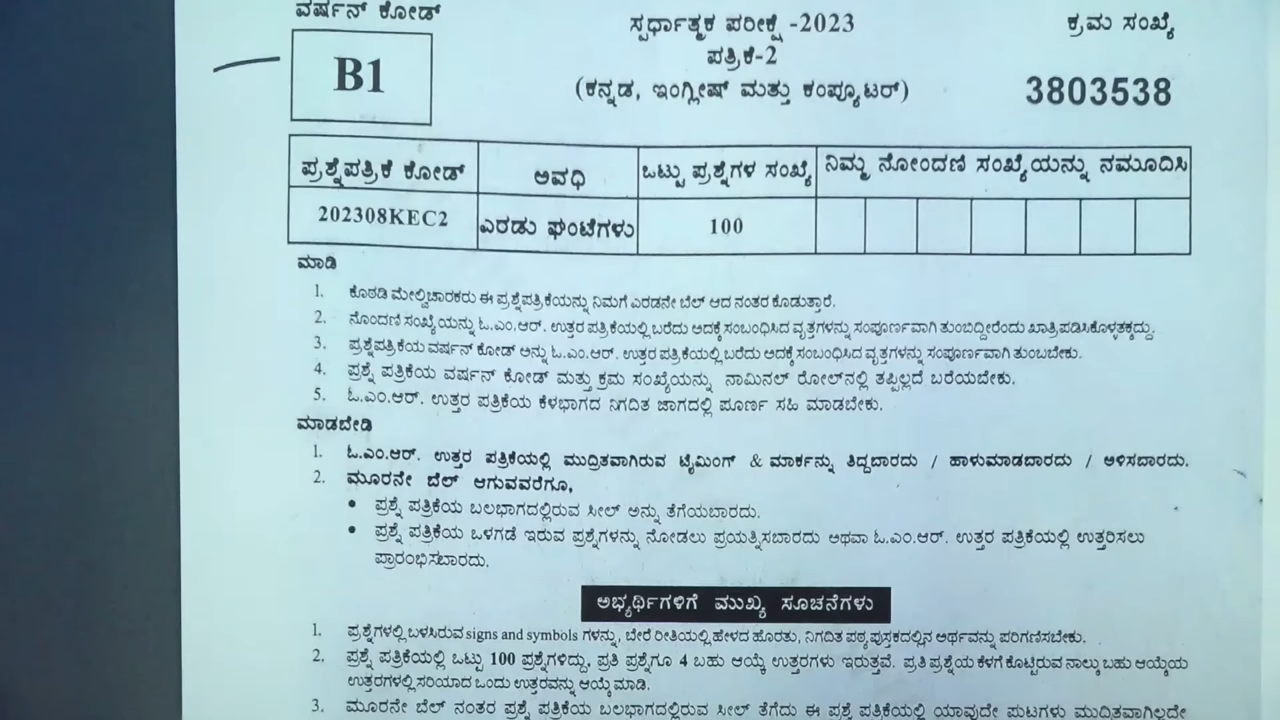 ವರ್ಷನ್ ಕೋಡ್
B1
ಸ್ಪರ್ಧಾತ್ಮಕ ಪರೀಕ್ಷೆ -2023
ಪತ್ರಿಕೆ-2
(ಕನ್ನಡ, ಇಂಗ್ಲೀಷ್ ಮತ್ತು ಕಂಪ್ಯೂಟರ್)
ಕ್ರಮ ಸಂಖ್ಯೆ
3803538
ಪ್ರಶ್ನೆಪತ್ರಿಕೆ ಕೋಡ್ ಅವಧಿ ಒಟ್ಟು ಪ್ರಶ್ನೆಗಳ ಸಂಖ್ಯೆ ನಿಮ್ಮ ನೋಂದಣಿ ಸಂಖ್ಯೆಯನ್ನು ನಮೂದಿಸಿ
202308KEC2 ಎರಡು ಘಂಟೆಗಳು 100
ಮಾಡಿ
1. ಕೊಠಡಿ ಮೇಲ್ವಿಚಾರಕರು ಈ ಪ್ರಶ್ನೆಪತ್ರಿಕೆಯನ್ನು ನಿಮಗೆ ಎರಡನೇ ಬೆಲ್ ಆದ ನಂತರ ಕೊಡುತ್ತಾರೆ.
2. ನೊಂದಣಿ ಸಂಖ್ಯೆಯನ್ನು ಓ.ಎಂ.ಆರ್. ಉತ್ತರ ಪತ್ರಿಕೆಯಲ್ಲಿ ಬರೆದು ಅದಕ್ಕೆ ಸಂಬಂಧಿಸಿದ ವೃತ್ತಗಳನ್ನು ಸಂಪೂರ್ಣವಾಗಿ ತುಂಬಿದ್ದೀರೆಂದು ಖಾತ್ರಿಪಡಿಸಿಕೊಳ್ಳತಕ್ಕದ್ದು.
3. ಪ್ರಶ್ನೆಪತ್ರಿಕೆಯ ವರ್ಷನ್ ಕೋಡ್ ಅನ್ನು ಓ.ಎಂ.ಆರ್. ಉತ್ತರ ಪತ್ರಿಕೆಯಲ್ಲಿ ಬರೆದು ಅದಕ್ಕೆ ಸಂಬಂಧಿಸಿದ ವೃತ್ತಗಳನ್ನು ಸಂಪೂರ್ಣವಾಗಿ ತುಂಬಬೇಕು.
4. ಪ್ರಶ್ನೆ ಪತ್ರಿಕೆಯ ವರ್ಷನ್ ಕೋಡ್ ಮತ್ತು ಕ್ರಮ ಸಂಖ್ಯೆಯನ್ನು ನಾಮಿನಲ್ ರೋಲ್‌ನಲ್ಲಿ ತಪ್ಪಿಲ್ಲದೆ ಬರೆಯಬೇಕು.
5. ಓ.ಎಂ.ಆರ್. ಉತ್ತರ ಪತ್ರಿಕೆಯ ಕೆಳಭಾಗದ ನಿಗದಿತ ಜಾಗದಲ್ಲಿ ಪೂರ್ಣ ಸಹಿ ಮಾಡಬೇಕು.
ಮಾಡಬೇಡಿ
1. ಓ.ಎಂ.ಆರ್. ಉತ್ತರ ಪತ್ರಿಕೆಯಲ್ಲಿ ಮುದ್ರಿತವಾಗಿರುವ ಟೈಮಿಂಗ್ & ಮಾರ್ಕನ್ನು ತಿದ್ದಬಾರದು / ಹಾಳುಮಾಡಬಾರದು / ಅಳಿಸಬಾರದು.
2. ಮೂರನೇ ಬೆಲ್ ಆಗುವವರೆಗೂ,
• ಪ್ರಶ್ನೆ ಪತ್ರಿಕೆಯ ಬಲಭಾಗದಲ್ಲಿರುವ ಸೀಲ್ ಅನ್ನು ತೆಗೆಯಬಾರದು.
• ಪ್ರಶ್ನೆ ಪತ್ರಿಕೆಯ ಒಳಗಡೆ ಇರುವ ಪ್ರಶ್ನೆಗಳನ್ನು ನೋಡಲು ಪ್ರಯತ್ನಿಸಬಾರದು ಅಥವಾ ಓ.ಎಂ.ಆರ್. ಉತ್ತರ ಪತ್ರಿಕೆಯಲ್ಲಿ ಉತ್ತರಿಸಲು
ಪ್ರಾರಂಭಿಸಬಾರದು.
ಅಭ್ಯರ್ಥಿಗಳಿಗೆ ಮುಖ್ಯ ಸೂಚನೆಗಳು
1. ಪ್ರಶ್ನೆಗಳಲ್ಲಿ ಬಳಸಿರುವ signs and symbols ಗಳನ್ನು, ಬೇರೆ ರೀತಿಯಲ್ಲಿ ಹೇಳದ ಹೊರತು, ನಿಗದಿತ ಪಠ್ಯಪುಸ್ತಕದಲ್ಲಿನ ಅರ್ಥವನ್ನು ಪರಿಗಣಿಸಬೇಕು.
2. ಪ್ರಶ್ನೆ ಪತ್ರಿಕೆಯಲ್ಲಿ ಒಟ್ಟು 100 ಪ್ರಶ್ನೆಗಳಿದ್ದು, ಪ್ರತಿ ಪ್ರಶ್ನೆಗೂ 4 ಬಹು ಆಯ್ಕೆ ಉತ್ತರಗಳು ಇರುತ್ತವೆ. ಪ್ರತಿ ಪ್ರಶ್ನೆಯ ಕೆಳಗೆ ಕೊಟ್ಟಿರುವ ನಾಲ್ಕು ಬಹು ಆಯ್ಕೆಯ
ಉತ್ತರಗಳಲ್ಲಿ ಸರಿಯಾದ ಒಂದು ಉತ್ತರವನ್ನು ಆಯ್ಕೆ ಮಾಡಿ.
3. ಮೂರನೇ ಬೆಲ್ ನಂತರ ಪ್ರಶ್ನೆ ಪತ್ರಿಕೆಯ ಬಲಭಾಗದಲ್ಲಿರುವ ಸೀಲ್ ತೆಗೆದು ಈ ಪ್ರಶ್ನೆ ಪತ್ರಿಕೆಯಲ್ಲಿ ಯಾವುದೇ ಪುಟಗಳು ಮುದ್ರಿತವಾಗಿಲ್ಲದೇ